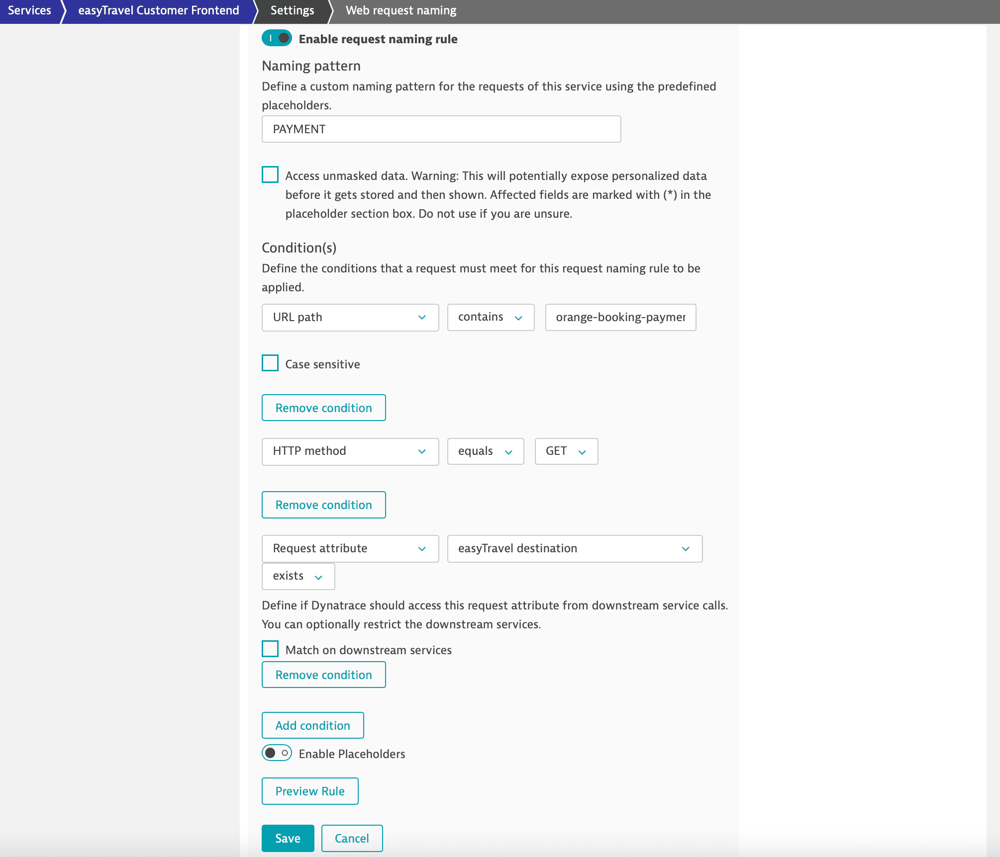 Services
easyTravel Customer Frontend
Settings
Web request naming
Enable request naming rule
Naming pattern
Define a custom naming pattern for the requests of this service using the predefined
placeholders.
PAYMENT
Access unmasked data. Warning: This will potentially expose personalized data
before it gets stored and then shown. Affected fields are marked with (*) in the
placeholder section box. Do not use if you are unsure.
Condition(s)
Define the conditions that a request must meet for this request naming rule to be
applied.
URL path
contains
orange-booking-paymer
Case sensitive
Remove condition
HTTP method
equals
GET
Remove condition
Request attribute
easyTravel destination
exists
Define if Dynatrace should access this request attribute from downstream service calls.
You can optionally restrict the downstream services.
Match on downstream services
Remove condition
Add condition
Enable Placeholders
Preview Rule
Save
Cancel